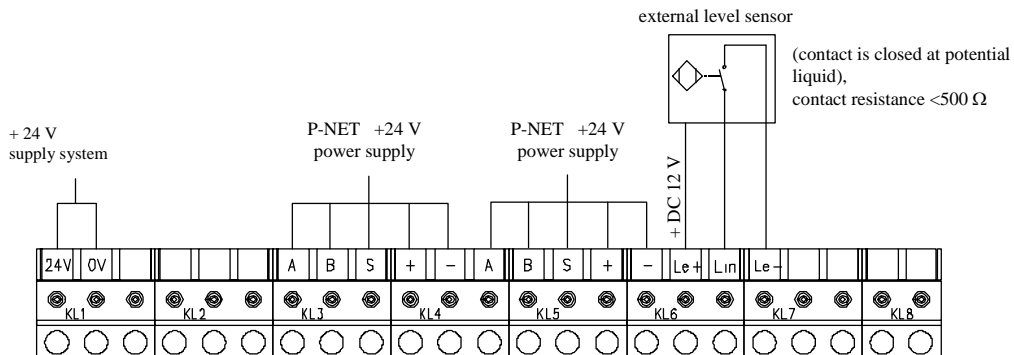 external level sensor
(contact is closed at potential
liquid),
contact resistance <500 Ω
+ 24 V
supply system
P-NET +24 V
power supply
P-NET +24 V
power supply
+ DC 12 V
24V 0V A B S + - A B S + - Le+ Lin Le-
KL1 KL2 KL3 KL4 KL5 KL6 KL7 KL8